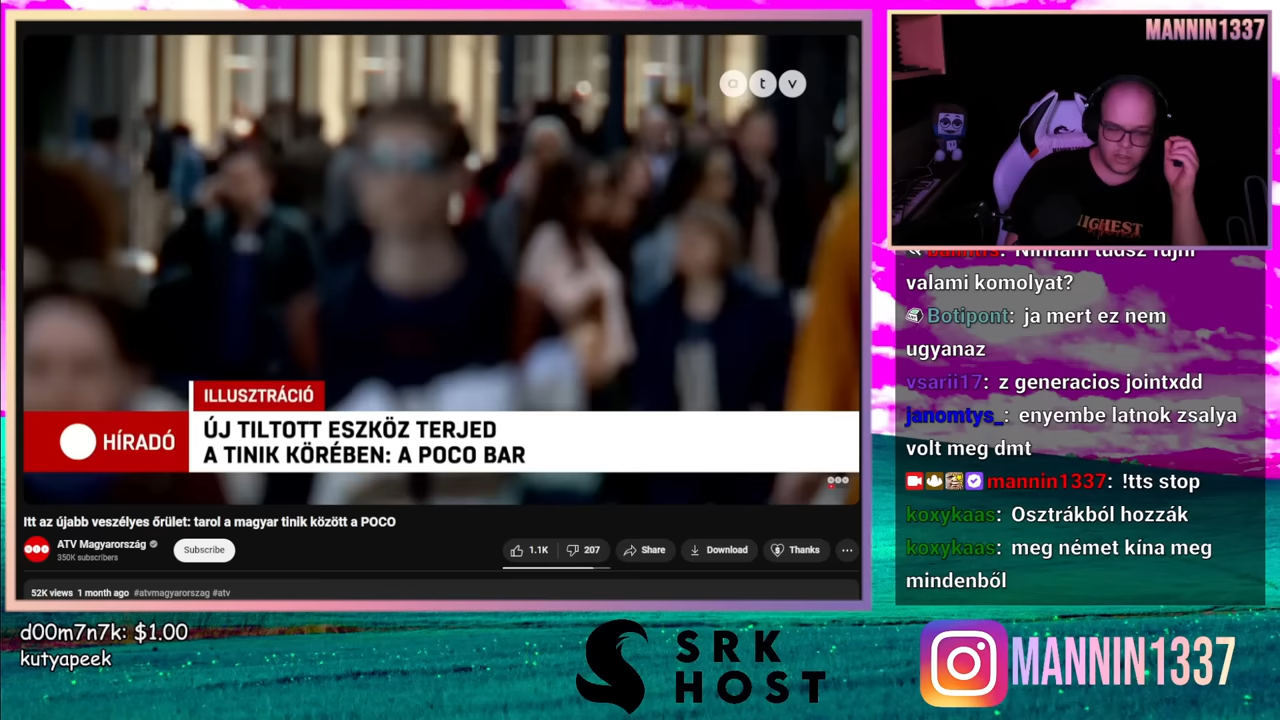 a t v
ILLUSZTRÁCIÓ
HÍRADÓ
ÚJ TILTOTT ESZKÖZ TERJED
A TINIK KÖRÉBEN: A POCO BAR
Itt az újabb veszélyes őrület: tarol a magyar tinik között a POCO
ATV Magyarország
350K subscribers
Subscribe
1.1K
207
Share
Download
Thanks
52K views 1 month ago #atvmagyarorszag #atv
MANNIN1337
HIGHEST
valami komolyat?
Botipont: ja mert ez nem
ugyanaz
vsarii17: z generacios jointxdd
janomtys_: enyembe latnok zsalya
volt meg dmt
mannin1337: !tts stop
koxykaas: Osztrákból hozzák
koxykaas: meg német kína meg
mindenből
d00m7n7k: $1.00
kutyapeek
SRK
HOST
MANNIN1337